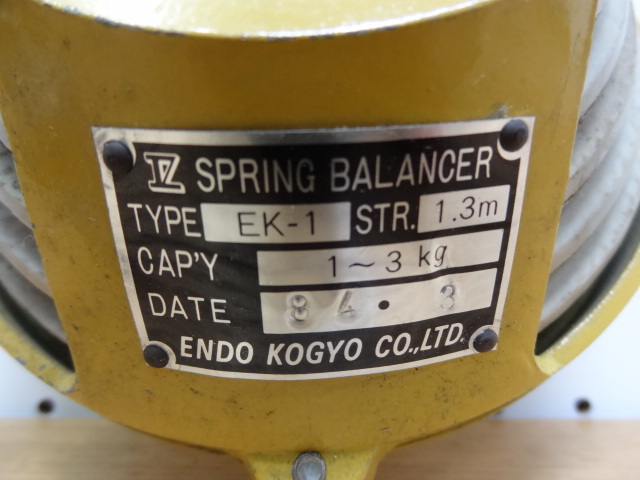 SPRING BALANCER
TYPE EK-1 STR. 1.3m
CAP'Y 1~3 kg
DATE 84・3
ENDO KOGYO CO.,LTD.